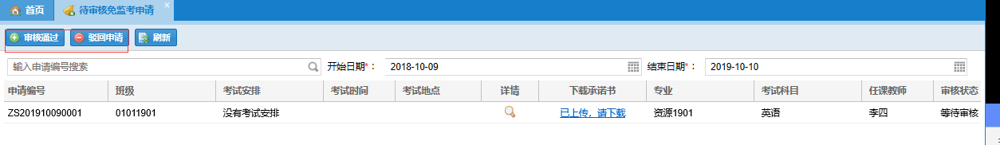 首页 待审核免监考申请
审核通过 驳回申请 刷新
输入申请编号搜索 开始日期*： 2018-10-09 结束日期*： 2019-10-10
申请编号 班级 考试安排 考试时间 考试地点 详情 下载承诺书 专业 考试科目 任课教师 审核状态
ZS201910090001 01011901 没有考试安排 已上传，请下载 资源1901 英语 李四 等待审核